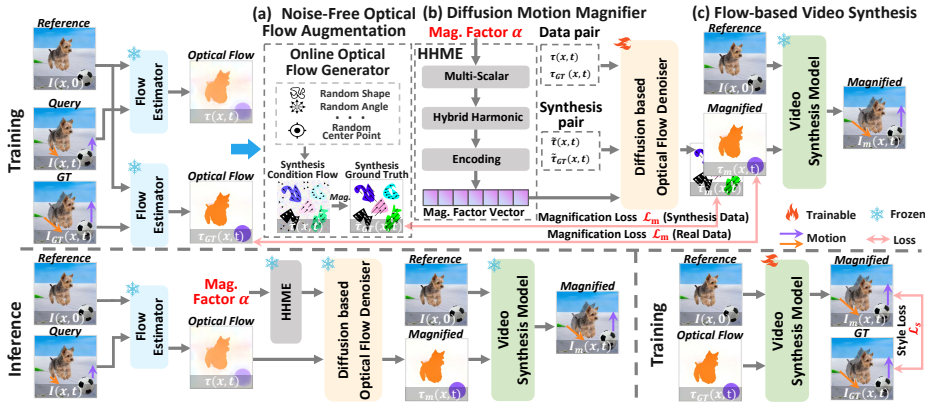 Training
Reference
I(x,0)
Query
I(x,t)
GT
I_GT(x,t)
Flow
Estimator
Flow
Estimator
Optical Flow
τ(x,t)
Optical Flow
τ_GT(x,t)
(a) Noise-Free Optical
Flow Augmentation
Online Optical
Flow Generator
Random Shape
Random Angle
· · ·
Random
Center Point
Synthesis
Condition Flow
Mag.
Synthesis
Ground Truth
(b) Diffusion Motion Magnifier
Mag. Factor α
HHME
Multi-Scalar
Hybrid Harmonic
Encoding
Mag. Factor Vector
Data pair
τ(x,t)
τ_GT(x,t)
Synthesis
pair
τ̃(x,t)
τ̃_GT(x,t)
Diffusion based
Optical Flow Denoiser
Magnification Loss ℒ_m (Synthesis Data)
Magnification Loss ℒ_m (Real Data)
(c) Flow-based Video Synthesis
Reference
I(x,0)
Magnified
τ_m(x,t)
Video
Synthesis Model
Magnified
I_m(x,t)
Trainable
Frozen
Motion
Loss
Inference
Reference
I(x,0)
Query
I(x,t)
Flow
Estimator
Mag.
Factor α
Optical Flow
τ(x,t)
HHME
Diffusion based
Optical Flow Denoiser
Reference
I(x,0)
Magnified
τ_m(x,t)
Video
Synthesis Model
Magnified
I_m(x,t)
Training
Reference
I(x,0)
Optical Flow
τ_GT(x,t)
Video
Synthesis Model
Magnified
I_m(x,t)
GT
I_GT(x,t)
Style Loss
ℒ_s